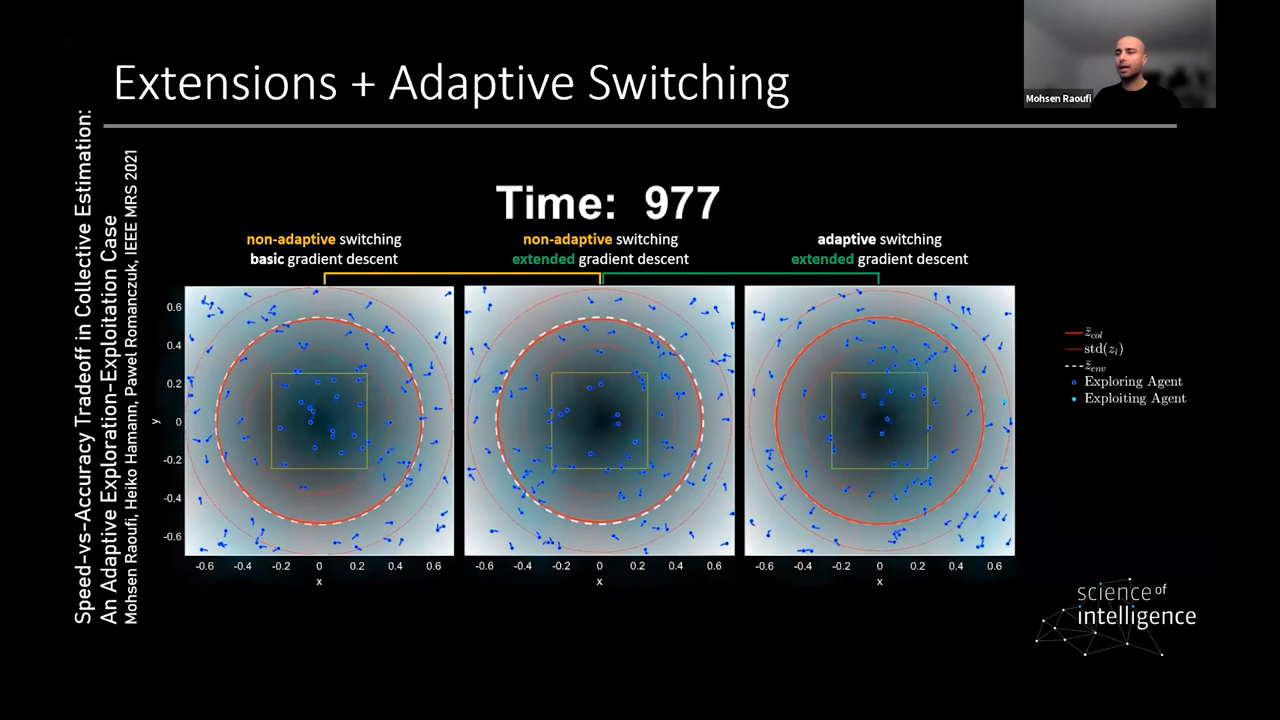 Extensions + Adaptive Switching
Mohsen Raoufi
Speed-vs-Accuracy Tradeoff in Collective Estimation:
An Adaptive Exploration-Exploitation Case
Mohsen Raoufi, Heiko Hamann, Pawel Romanczuk, IEEE MRS 2021
Time: 977
non-adaptive switching
basic gradient descent
non-adaptive switching
extended gradient descent
adaptive switching
extended gradient descent
0.6
0.4
0.2
0
-0.2
-0.4
-0.6
y
-0.6 -0.4 -0.2 0 0.2 0.4 0.6
x
-0.6 -0.4 -0.2 0 0.2 0.4 0.6
x
-0.6 -0.4 -0.2 0 0.2 0.4 0.6
x
z̄col
std(zi)
z̄env
Exploring Agent
Exploiting Agent
science of
intelligence